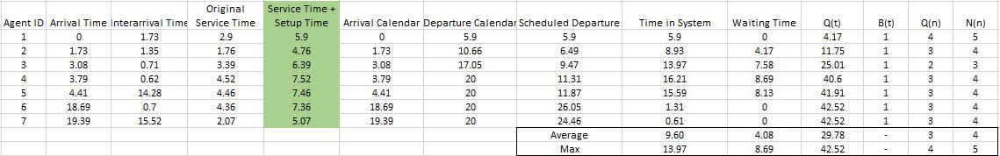 Agent ID Arrival Time Interarrival Time Original Service Time Service Time + Setup Time Arrival Calendar Departure Calendar Scheduled Departure Time in System Waiting Time Q(t) B(t) Q(n) N(n)
1 0 1.73 2.9 5.9 0 5.9 5.9 5.9 0 4.17 1 4 5
2 1.73 1.35 1.76 4.76 1.73 10.66 6.49 8.93 4.17 11.75 1 3 4
3 3.08 0.71 3.39 6.39 3.08 17.05 9.47 13.97 7.58 25.01 1 2 3
4 3.79 0.62 4.52 7.52 3.79 20 11.31 16.21 8.69 40.6 1 3 4
5 4.41 14.28 4.46 7.46 4.41 20 11.87 15.59 8.13 41.91 1 3 4
6 18.69 0.7 4.36 7.36 18.69 20 26.05 1.31 0 42.52 1 3 4
7 19.39 15.52 2.07 5.07 19.39 20 24.46 0.61 0 42.52 1 3 4
Average 9.60 4.08 29.78 - 3 4
Max 13.97 8.69 42.52 - 4 5